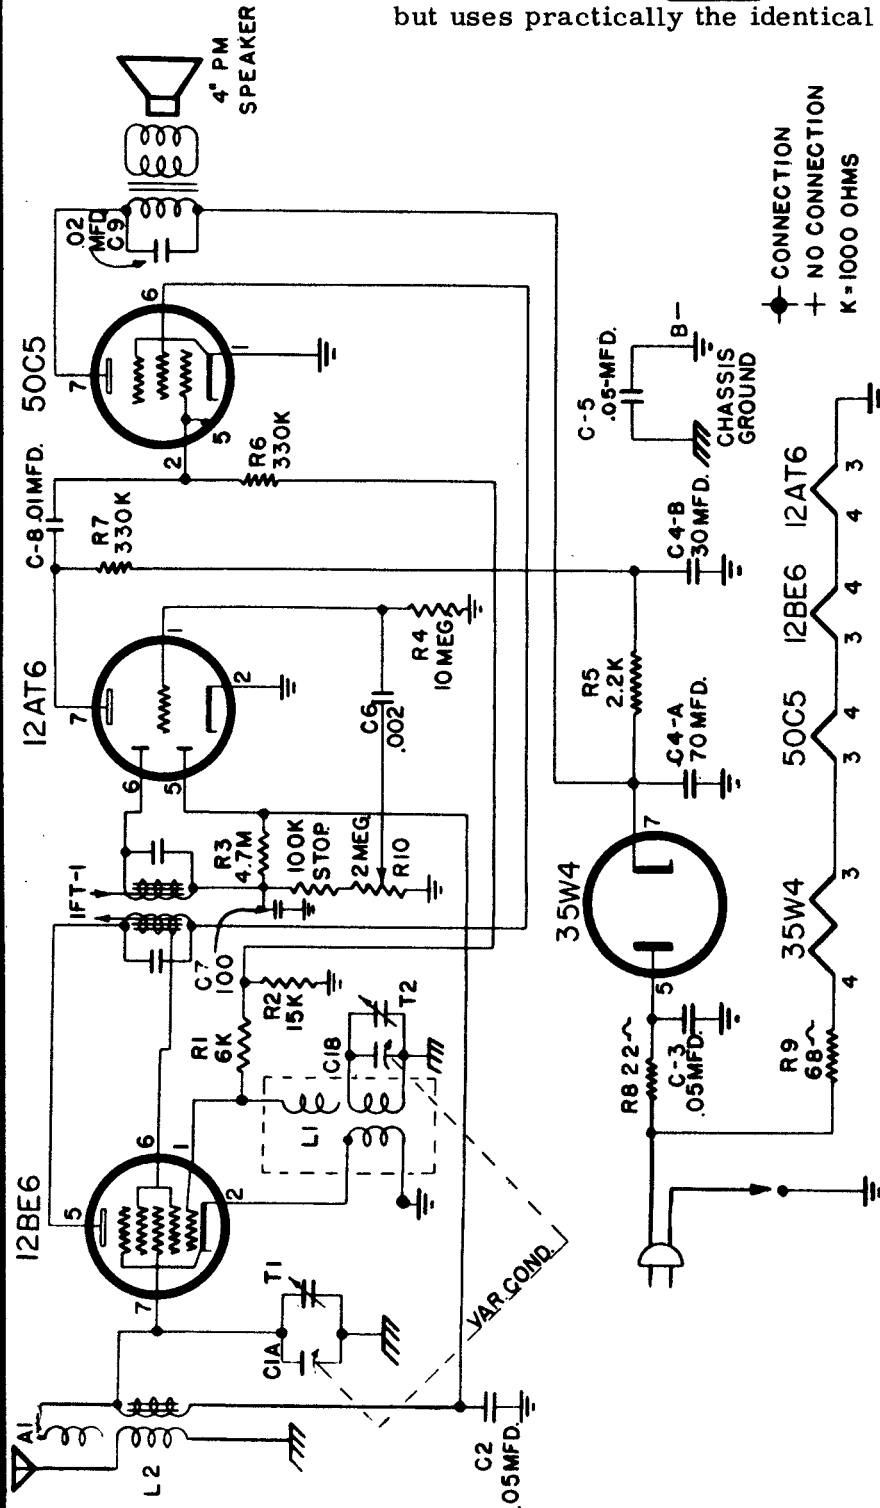 but uses practically the identical
4" PM
SPEAKER
.02
MFD
C9
50C5
7
6
1
5
2
R6
330K
C-8 .01MFD.
R7
330K
12AT6
7
1
2
6
5
R4
10MEG
C6
.002
IFT-1
R3
4.7M
100K
STOP
2MEG
R10
C7
100
R1
6K
R2
15K
C1B
T2
L1
12BE6
5
6
1
2
7
T1
C1A
VAR COND.
A1
L2
C2
.05MFD.
C-5
.05-MFD.
B-
CHASSIS
GROUND
CONNECTION
NO CONNECTION
K=1000 OHMS
C4-B
30MFD.
R5
2.2K
C4-A
70MFD.
35W4
7
5
R8 22~
C-3
.05MFD.
R9
68~
35W4
4
3
50C5
3
4
12BE6
3
4
12AT6
4
3